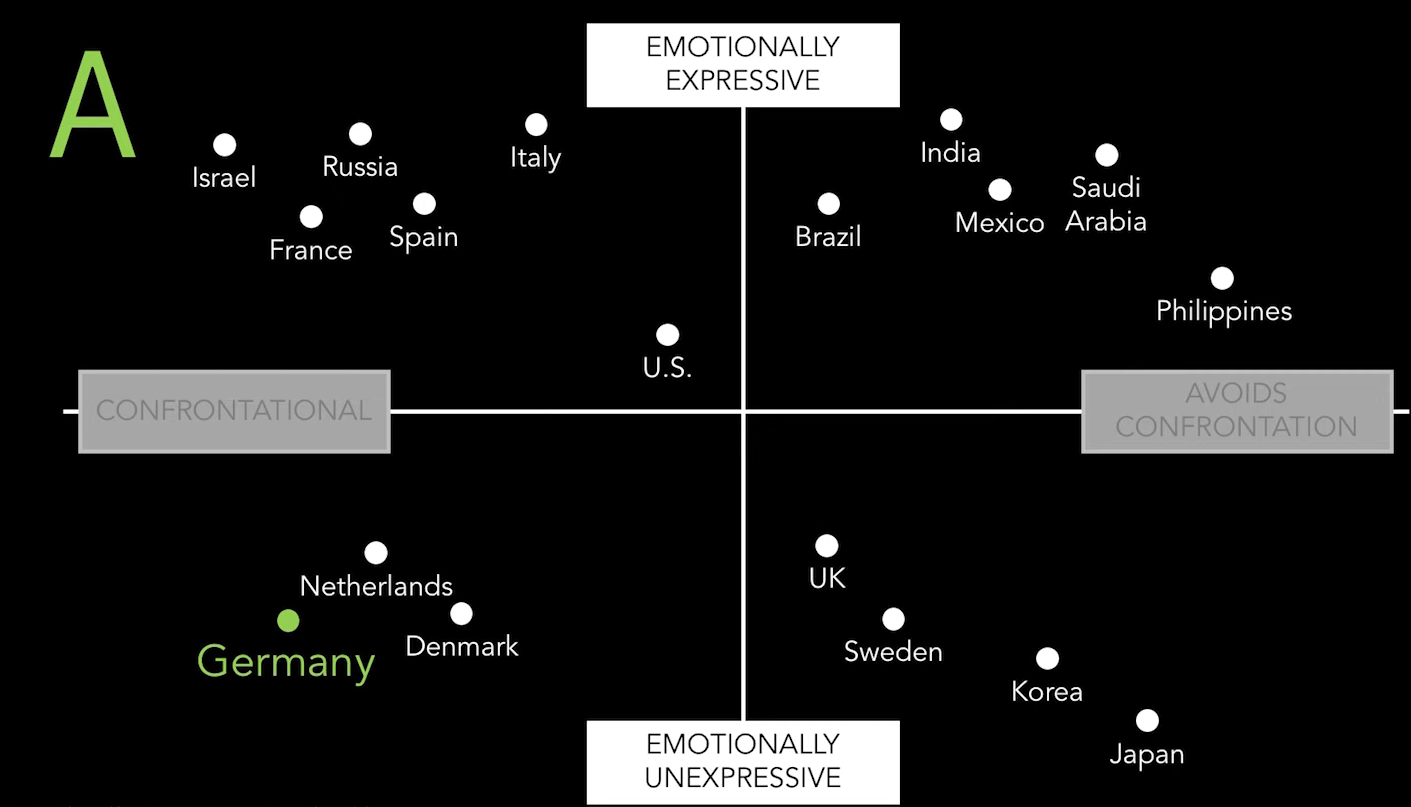 EMOTIONALLY
EXPRESSIVE
A
Israel
Russia
Italy
India
Saudi
Arabia
France
Spain
Brazil
Mexico
Philippines
U.S.
CONFRONTATIONAL
AVOIDS
CONFRONTATION
Netherlands
UK
Germany
Denmark
Sweden
Korea
EMOTIONALLY
UNEXPRESSIVE
Japan